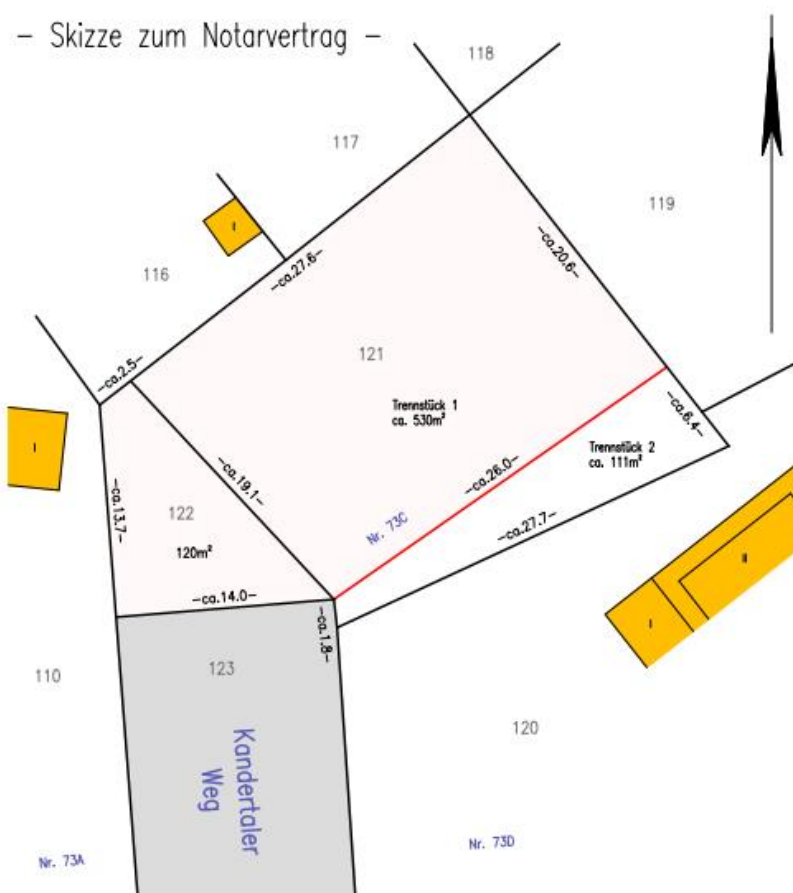 – Skizze zum Notarvertrag –
118
117
119
116
–ca.20.6–
–ca.27.6–
121
–ca.2.5–
Trennstück 1
ca. 530m²
–ca.6.4–
I
I
Trennstück 2
ca. 111m²
–ca.19.1–
–ca.26.0–
–ca.13.7–
122
Nr. 73C
–ca.27.7–
120m²
II
–ca.14.0–
–ca.1.8–
I
110
123
120
Kandertaler
Weg
Nr. 73A
Nr. 73D